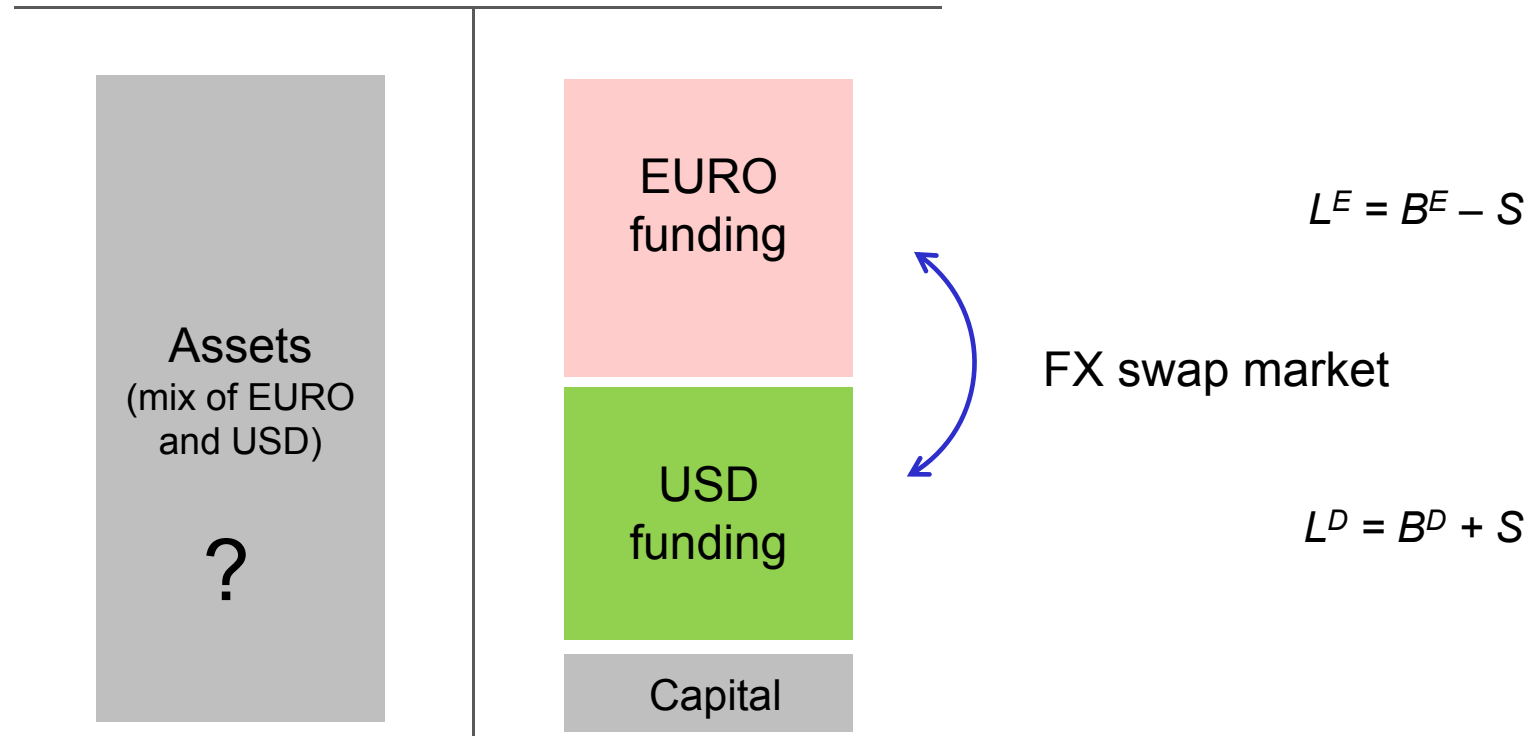 Assets
(mix of EURO
and USD)
?
EURO
funding
USD
funding
Capital
FX swap market
L^E = B^E – S
L^D = B^D + S